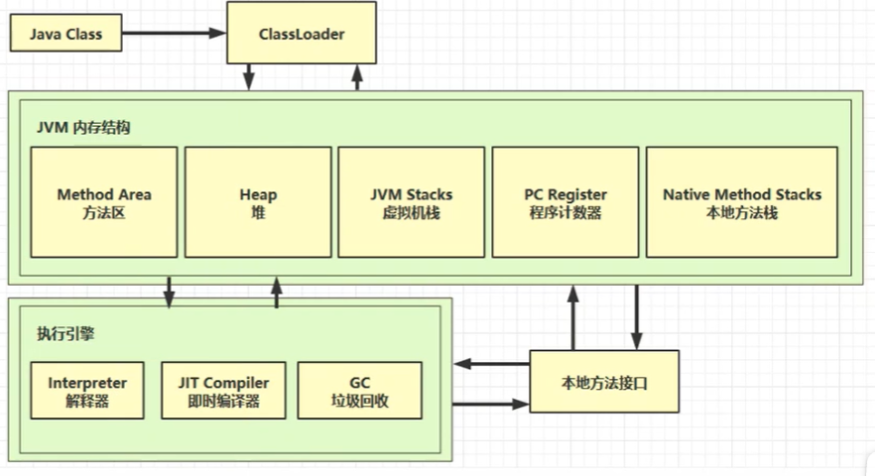 Java Class
ClassLoader
JVM 内存结构
Method Area
方法区
Heap
堆
JVM Stacks
虚拟机栈
PC Register
程序计数器
Native Method Stacks
本地方法栈
执行引擎
Interpreter
解释器
JIT Compiler
即时编译器
GC
垃圾回收
本地方法接口